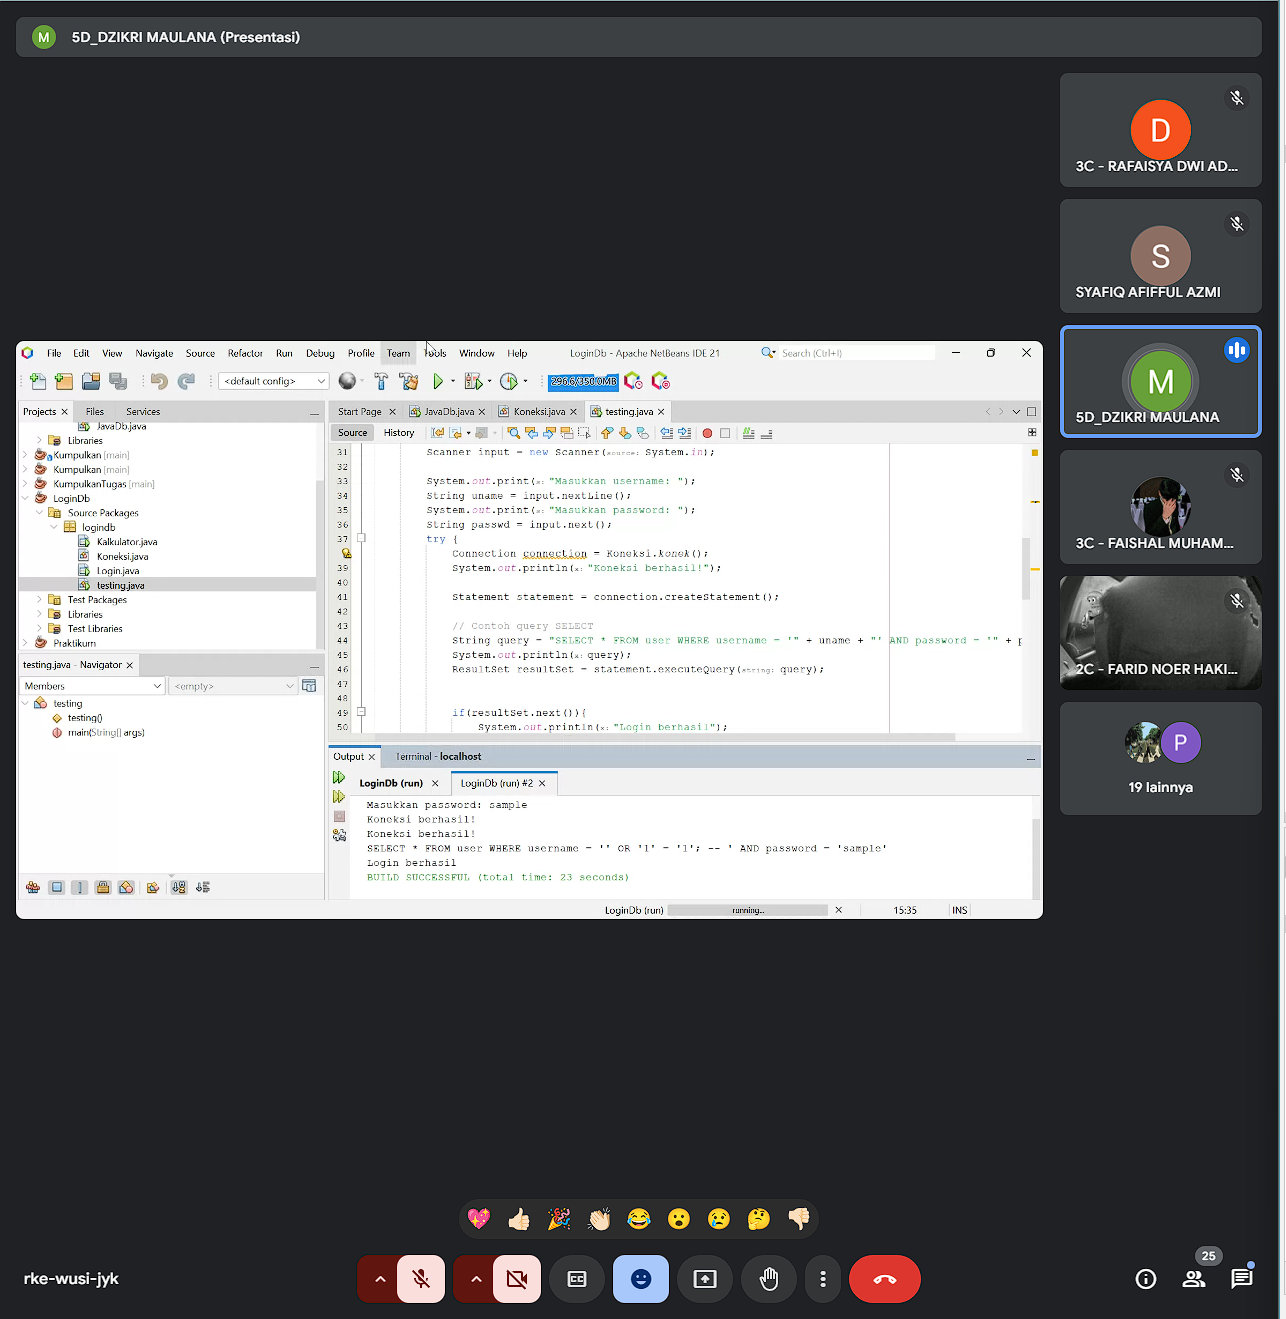 M 5D_DZIKRI MAULANA (Presentasi)
D
3C - RAFAISYA DWI AD...
S
SYAFIQ AFIFFUL AZMI
M
5D_DZIKRI MAULANA
3C - FAISHAL MUHAM...
2C - FARID NOER HAKI...
P
19 lainnya
File Edit View Navigate Source Refactor Run Debug Profile Team Tools Window Help LoginDb - Apache NetBeans IDE 21 Search (Ctrl+I)
<default config> 296.6/350.0MB
Projects Files Services
JavaDb.java
Libraries
Kumpulkan [main]
Kumpulkan [main]
KumpulkanTugas [main]
LoginDb
Source Packages
logindb
Kalkulator.java
Koneksi.java
Login.java
testing.java
Test Packages
Libraries
Test Libraries
Praktikum
testing.java - Navigator
Members <empty>
testing
testing()
main(String[] args)
Start Page JavaDb.java Koneksi.java testing.java
Source History
31 Scanner input = new Scanner(source: System.in);
32
33 System.out.print(s: "Masukkan username: ");
34 String uname = input.nextLine();
35 System.out.print(s: "Masukkan password: ");
36 String passwd = input.next();
37 try {
Connection connection = Koneksi.konek();
39 System.out.println(x: "Koneksi berhasil!");
40
41 Statement statement = connection.createStatement();
42
43 // Contoh query SELECT
44 String query = "SELECT * FROM user WHERE username = '" + uname + "' AND password = '" + p
45 System.out.println(x: query);
46 ResultSet resultSet = statement.executeQuery(string: query);
47
48
49 if(resultSet.next()){
50 System.out.println(x: "Login berhasil");
Output Terminal - localhost
LoginDb (run) LoginDb (run) #2
Masukkan password: sample
Koneksi berhasil!
Koneksi berhasil!
SELECT * FROM user WHERE username = '' OR '1' = '1'; -- ' AND password = 'sample'
Login berhasil
BUILD SUCCESSFUL (total time: 23 seconds)
LoginDb (run) running... 15:35 INS
rke-wusi-jyk
CC
25